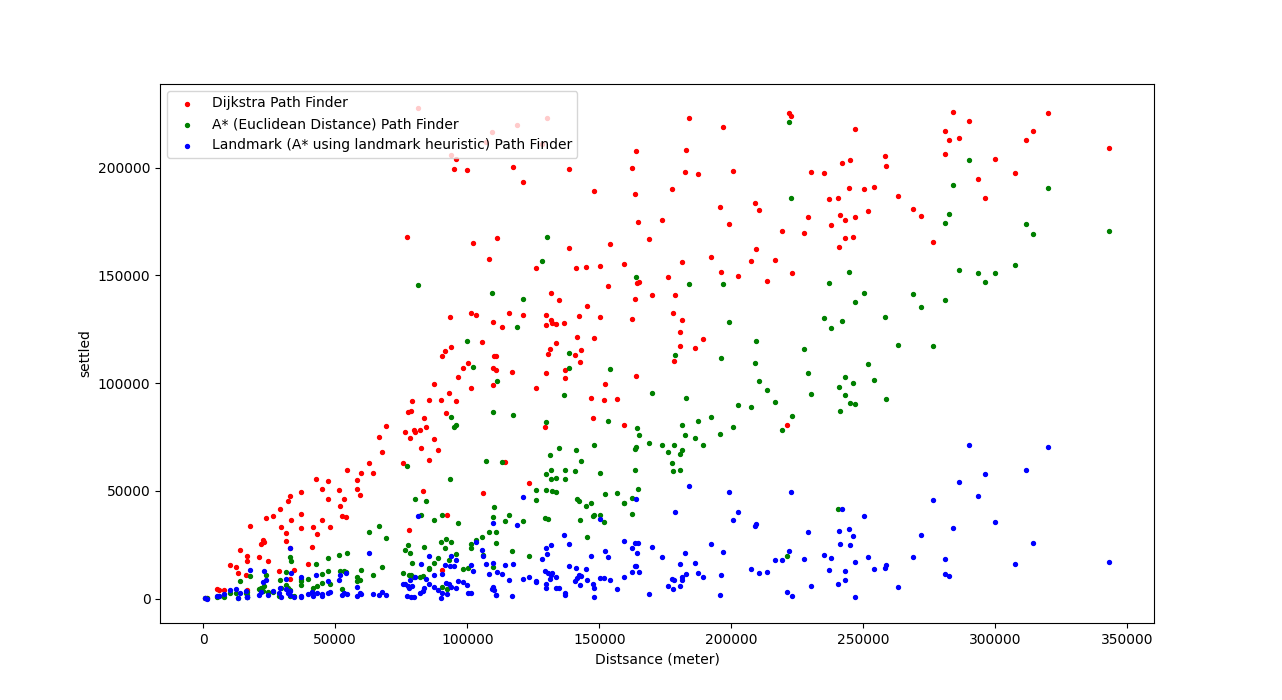 Dijkstra Path Finder
A* (Euclidean Distance) Path Finder
Landmark (A* using landmark heuristic) Path Finder
200000
150000
100000
50000
0
settled
0 50000 100000 150000 200000 250000 300000 350000
Distsance (meter)